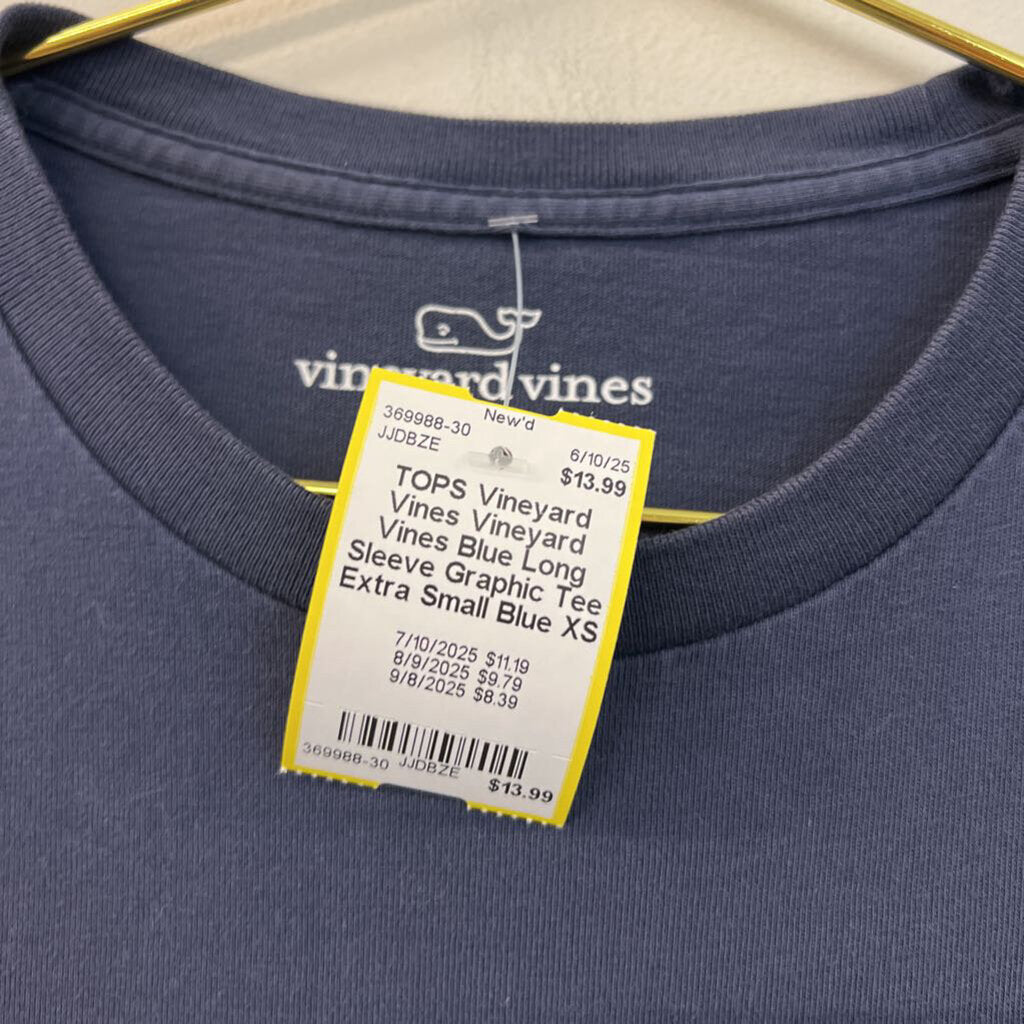 vineyard vines
New'd
369988-30
JJDBZE
6/10/25
$13.99
TOPS Vineyard
Vines Vineyard
Vines Blue Long
Sleeve Graphic Tee
Extra Small Blue XS
7/10/2025 $11.19
8/9/2025 $9.79
9/8/2025 $8.39
369988-30 JJDBZE
$13.99